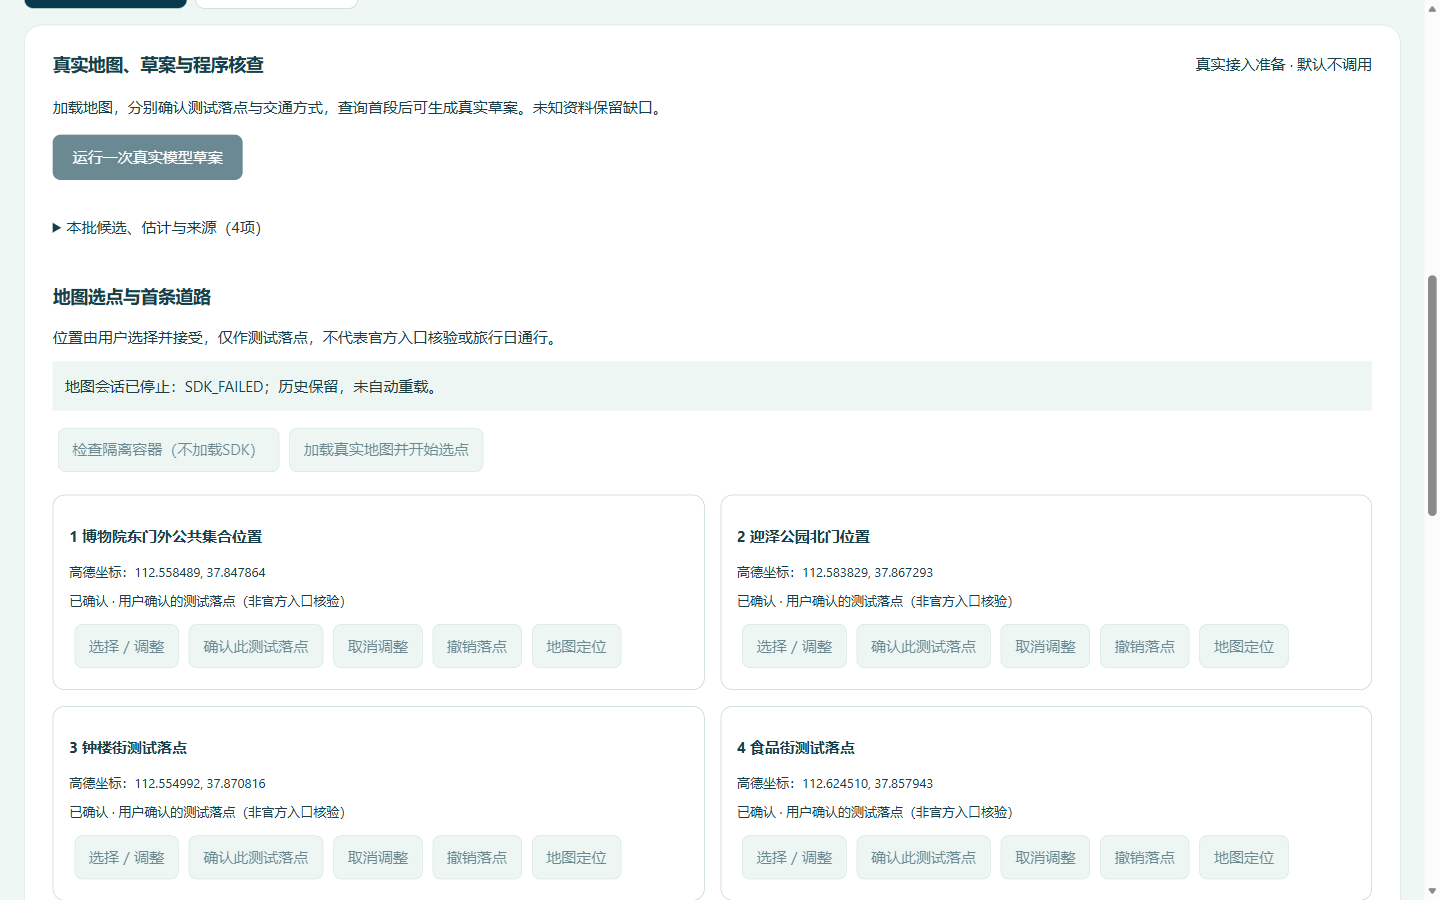 真实地图、草案与程序核查
真实接入准备 · 默认不调用
加载地图，分别确认测试落点与交通方式，查询首段后可生成真实草案。未知资料保留缺口。
运行一次真实模型草案
▶ 本批候选、估计与来源（4项）
地图选点与首条道路
位置由用户选择并接受，仅作测试落点，不代表官方入口核验或旅行日通行。
地图会话已停止：SDK_FAILED；历史保留，未自动重载。
检查隔离容器（不加载SDK）
加载真实地图并开始选点
1 博物院东门外公共集合位置
高德坐标：112.558489, 37.847864
已确认 · 用户确认的测试落点（非官方入口核验）
选择 / 调整
确认此测试落点
取消调整
撤销落点
地图定位
2 迎泽公园北门位置
高德坐标：112.583829, 37.867293
已确认 · 用户确认的测试落点（非官方入口核验）
选择 / 调整
确认此测试落点
取消调整
撤销落点
地图定位
3 钟楼街测试落点
高德坐标：112.554992, 37.870816
已确认 · 用户确认的测试落点（非官方入口核验）
选择 / 调整
确认此测试落点
取消调整
撤销落点
地图定位
4 食品街测试落点
高德坐标：112.624510, 37.857943
已确认 · 用户确认的测试落点（非官方入口核验）
选择 / 调整
确认此测试落点
取消调整
撤销落点
地图定位